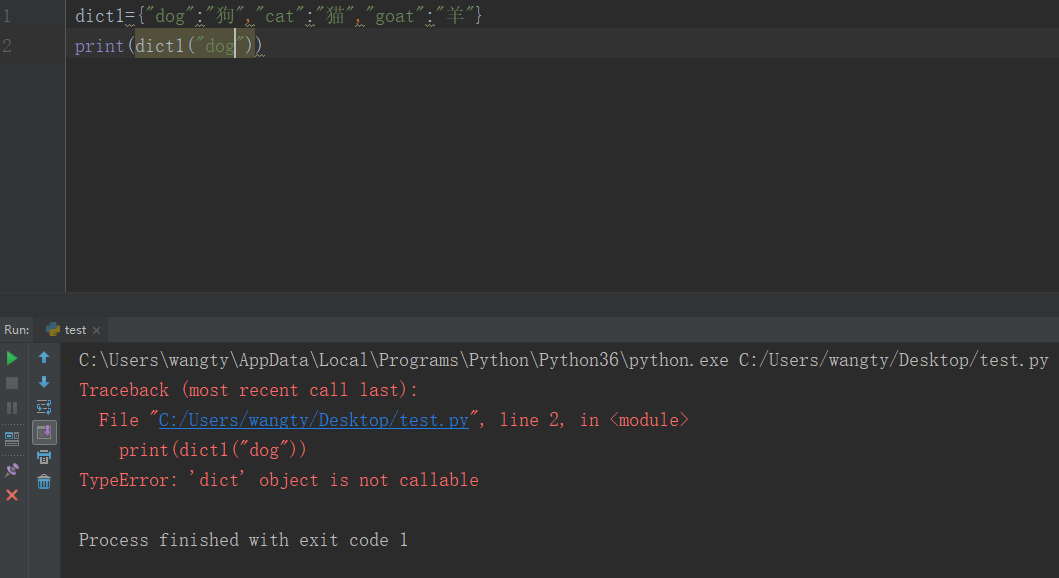 1 dict1={"dog":"狗","cat":"猫","goat":"羊"}
2 print(dict1("dog"))
Run: test
C:\Users\wangty\AppData\Local\Programs\Python\Python36\python.exe C:/Users/wangty/Desktop/test.py
Traceback (most recent call last):
File "C:/Users/wangty/Desktop/test.py", line 2, in <module>
print(dict1("dog"))
TypeError: 'dict' object is not callable
Process finished with exit code 1